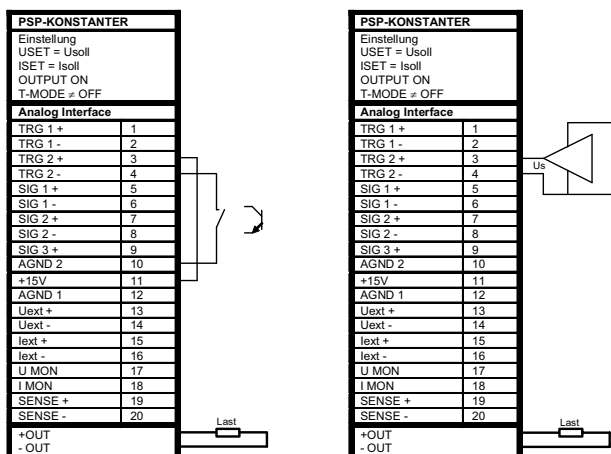 PSP-KONSTANTER
Einstellung
USET = Usoll
ISET = Isoll
OUTPUT ON
T-MODE ≠ OFF
Analog Interface
TRG 1 + 1
TRG 1 - 2
TRG 2 + 3
TRG 2 - 4
SIG 1 + 5
SIG 1 - 6
SIG 2 + 7
SIG 2 - 8
SIG 3 + 9
AGND 2 10
+15V 11
AGND 1 12
Uext + 13
Uext - 14
Iext + 15
Iext - 16
U MON 17
I MON 18
SENSE + 19
SENSE - 20
+OUT
- OUT
Last
PSP-KONSTANTER
Einstellung
USET = Usoll
ISET = Isoll
OUTPUT ON
T-MODE ≠ OFF
Analog Interface
TRG 1 + 1
TRG 1 - 2
TRG 2 + 3
TRG 2 - 4
SIG 1 + 5
SIG 1 - 6
SIG 2 + 7
SIG 2 - 8
SIG 3 + 9
AGND 2 10
+15V 11
AGND 1 12
Uext + 13
Uext - 14
Iext + 15
Iext - 16
U MON 17
I MON 18
SENSE + 19
SENSE - 20
+OUT
- OUT
Us
Last